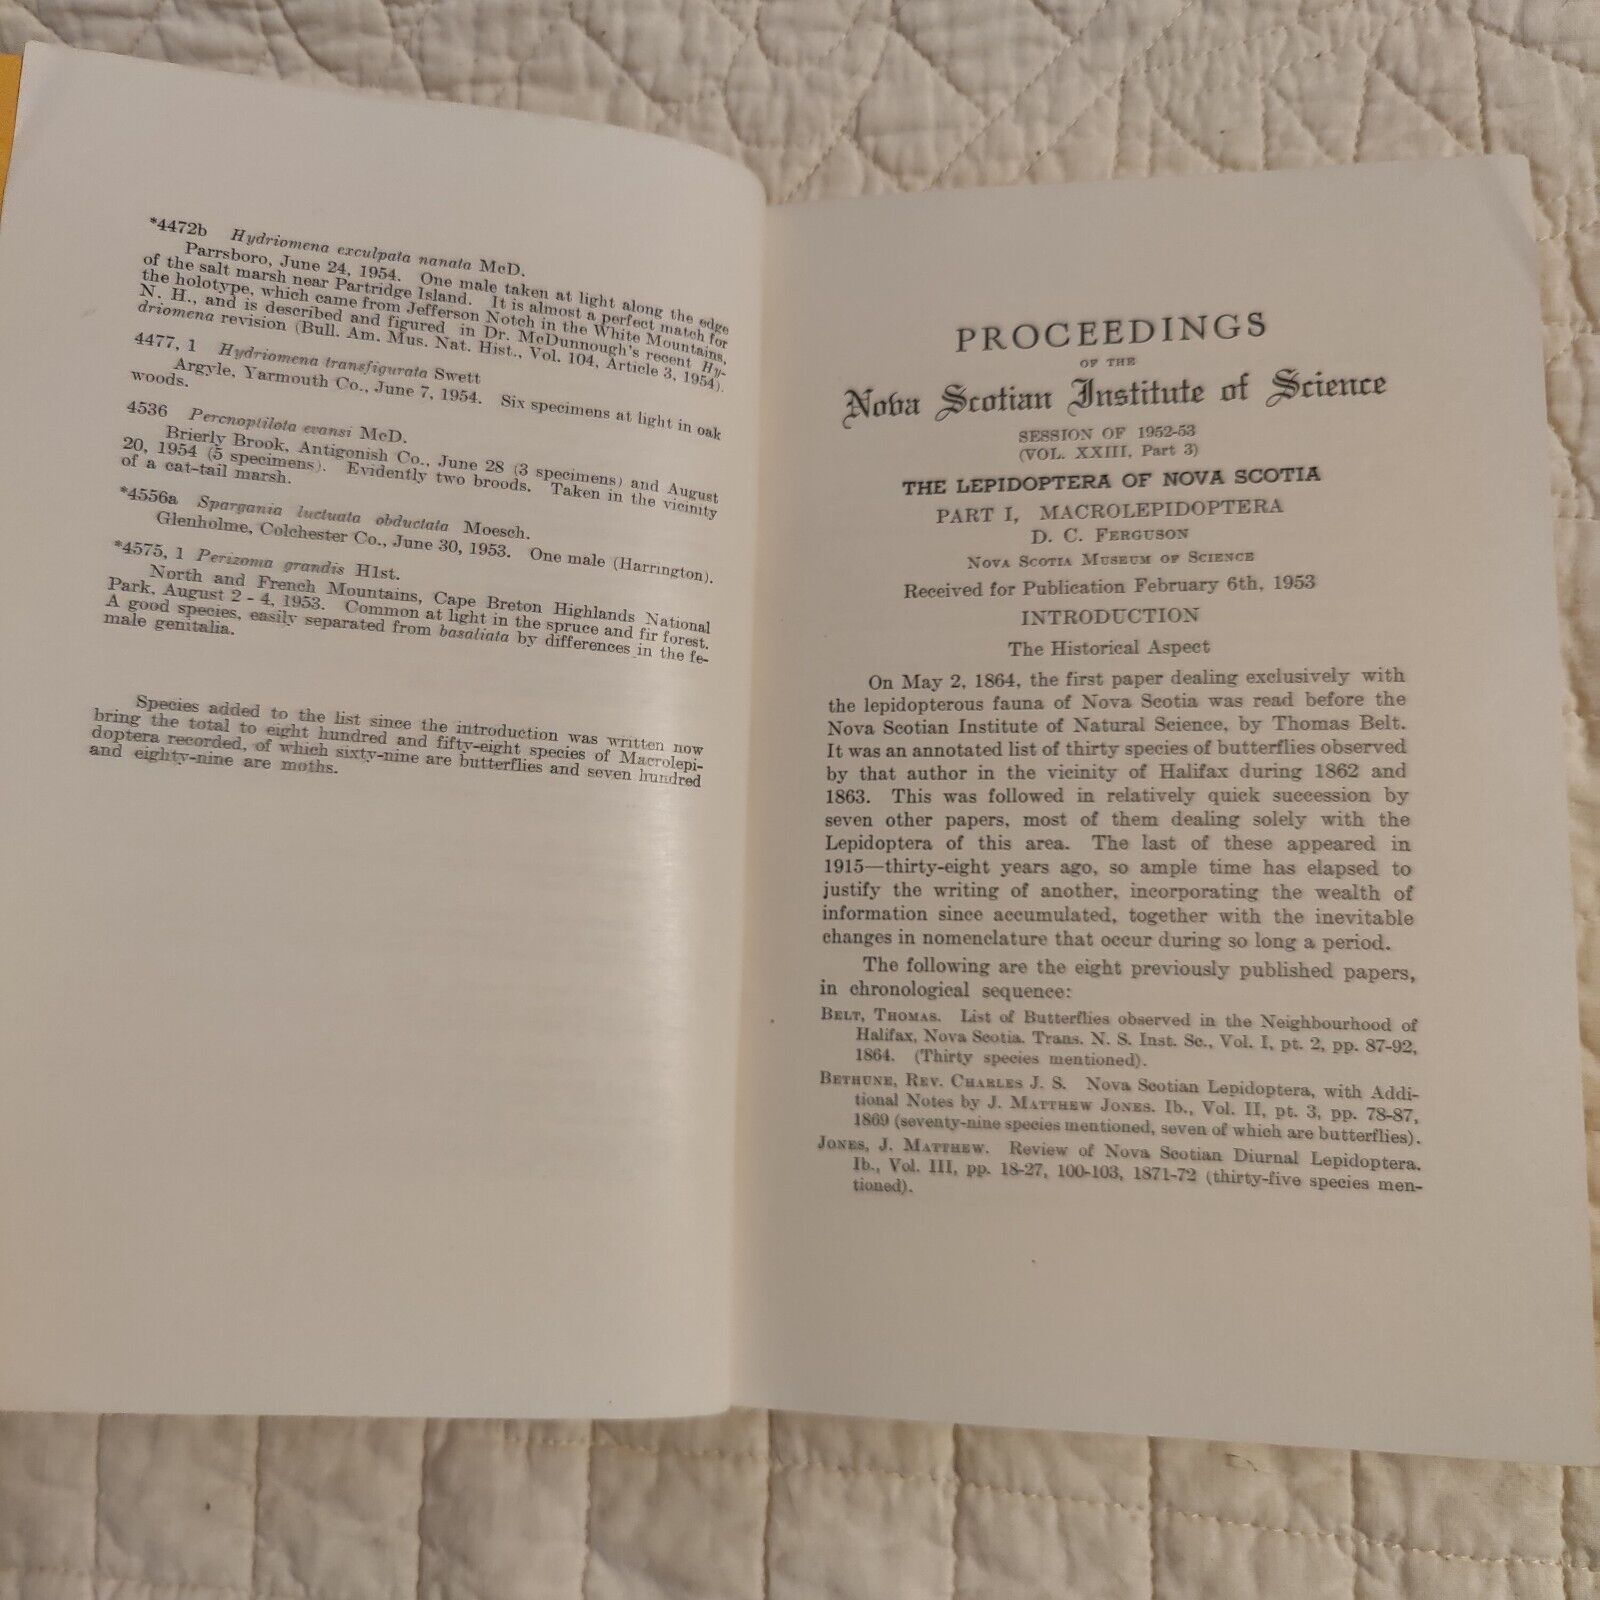 *4472b Hydriomena exculpata nanata McD.
Parrsboro, June 24, 1954. One male taken at light along the edge
of the salt marsh near Partridge Island. It is almost a perfect match for
the holotype, which came from Jefferson Notch in the White Mountains,
N. H., and is described and figured in Dr. McDunnough's recent Hy-
driomena revision (Bull. Am. Mus. Nat. Hist., Vol. 104, Article 3, 1954).
4477, 1 Hydriomena transfigurata Swett
Argyle, Yarmouth Co., June 7, 1954. Six specimens at light in oak
woods.
4536 Percnoptilota evansi McD.
Brierly Brook, Antigonish Co., June 28 (3 specimens) and August
20, 1954 (5 specimens). Evidently two broods. Taken in the vicinity
of a cat-tail marsh.
*4556a Spargania luctuata obductata Moesch.
Glenholme, Colchester Co., June 30, 1953. One male (Harrington).
*4575, 1 Perizoma grandis Hlst.
North and French Mountains, Cape Breton Highlands National
Park, August 2 - 4, 1953. Common at light in the spruce and fir forest.
A good species, easily separated from basaliata by differences in the fe-
male genitalia.
Species added to the list since the introduction was written now
bring the total to eight hundred and fifty-eight species of Macrolepi-
doptera recorded, of which sixty-nine are butterflies and seven hundred
and eighty-nine are moths.
PROCEEDINGS
OF THE
Nova Scotian Institute of Science
SESSION OF 1952-53
(VOL. XXIII, Part 3)
THE LEPIDOPTERA OF NOVA SCOTIA
PART I, MACROLEPIDOPTERA
D. C. FERGUSON
NOVA SCOTIA MUSEUM OF SCIENCE
Received for Publication February 6th, 1953
INTRODUCTION
The Historical Aspect
On May 2, 1864, the first paper dealing exclusively with
the lepidopterous fauna of Nova Scotia was read before the
Nova Scotian Institute of Natural Science, by Thomas Belt.
It was an annotated list of thirty species of butterflies observed
by that author in the vicinity of Halifax during 1862 and
1863. This was followed in relatively quick succession by
seven other papers, most of them dealing solely with the
Lepidoptera of this area. The last of these appeared in
1915—thirty-eight years ago, so ample time has elapsed to
justify the writing of another, incorporating the wealth of
information since accumulated, together with the inevitable
changes in nomenclature that occur during so long a period.
The following are the eight previously published papers,
in chronological sequence:
BELT, THOMAS. List of Butterflies observed in the Neighbourhood of
Halifax, Nova Scotia. Trans. N. S. Inst. Sc., Vol. I, pt. 2, pp. 87-92,
1864. (Thirty species mentioned).
BETHUNE, REV. CHARLES J. S. Nova Scotian Lepidoptera, with Addi-
tional Notes by J. MATTHEW JONES. Ib., Vol. II, pt. 3, pp. 78-87,
1869 (seventy-nine species mentioned, seven of which are butterflies).
JONES, J. MATTHEW. Review of Nova Scotian Diurnal Lepidoptera.
Ib., Vol. III, pp. 18-27, 100-103, 1871-72 (thirty-five species men-
tioned).